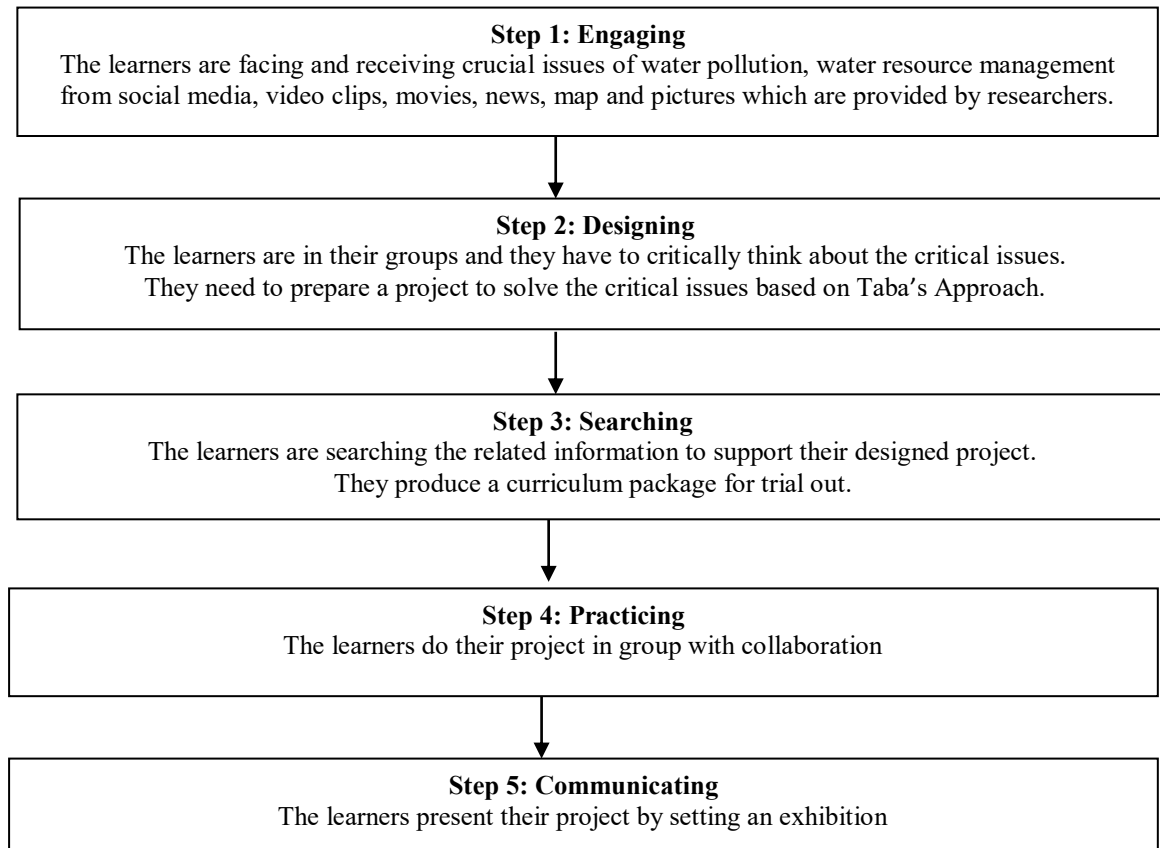 Step 1: Engaging
The learners are facing and receiving crucial issues of water pollution, water resource management
from social media, video clips, movies, news, map and pictures which are provided by researchers.
Step 2: Designing
The learners are in their groups and they have to critically think about the critical issues.
They need to prepare a project to solve the critical issues based on Taba’s Approach.
Step 3: Searching
The learners are searching the related information to support their designed project.
They produce a curriculum package for trial out.
Step 4: Practicing
The learners do their project in group with collaboration
Step 5: Communicating
The learners present their project by setting an exhibition